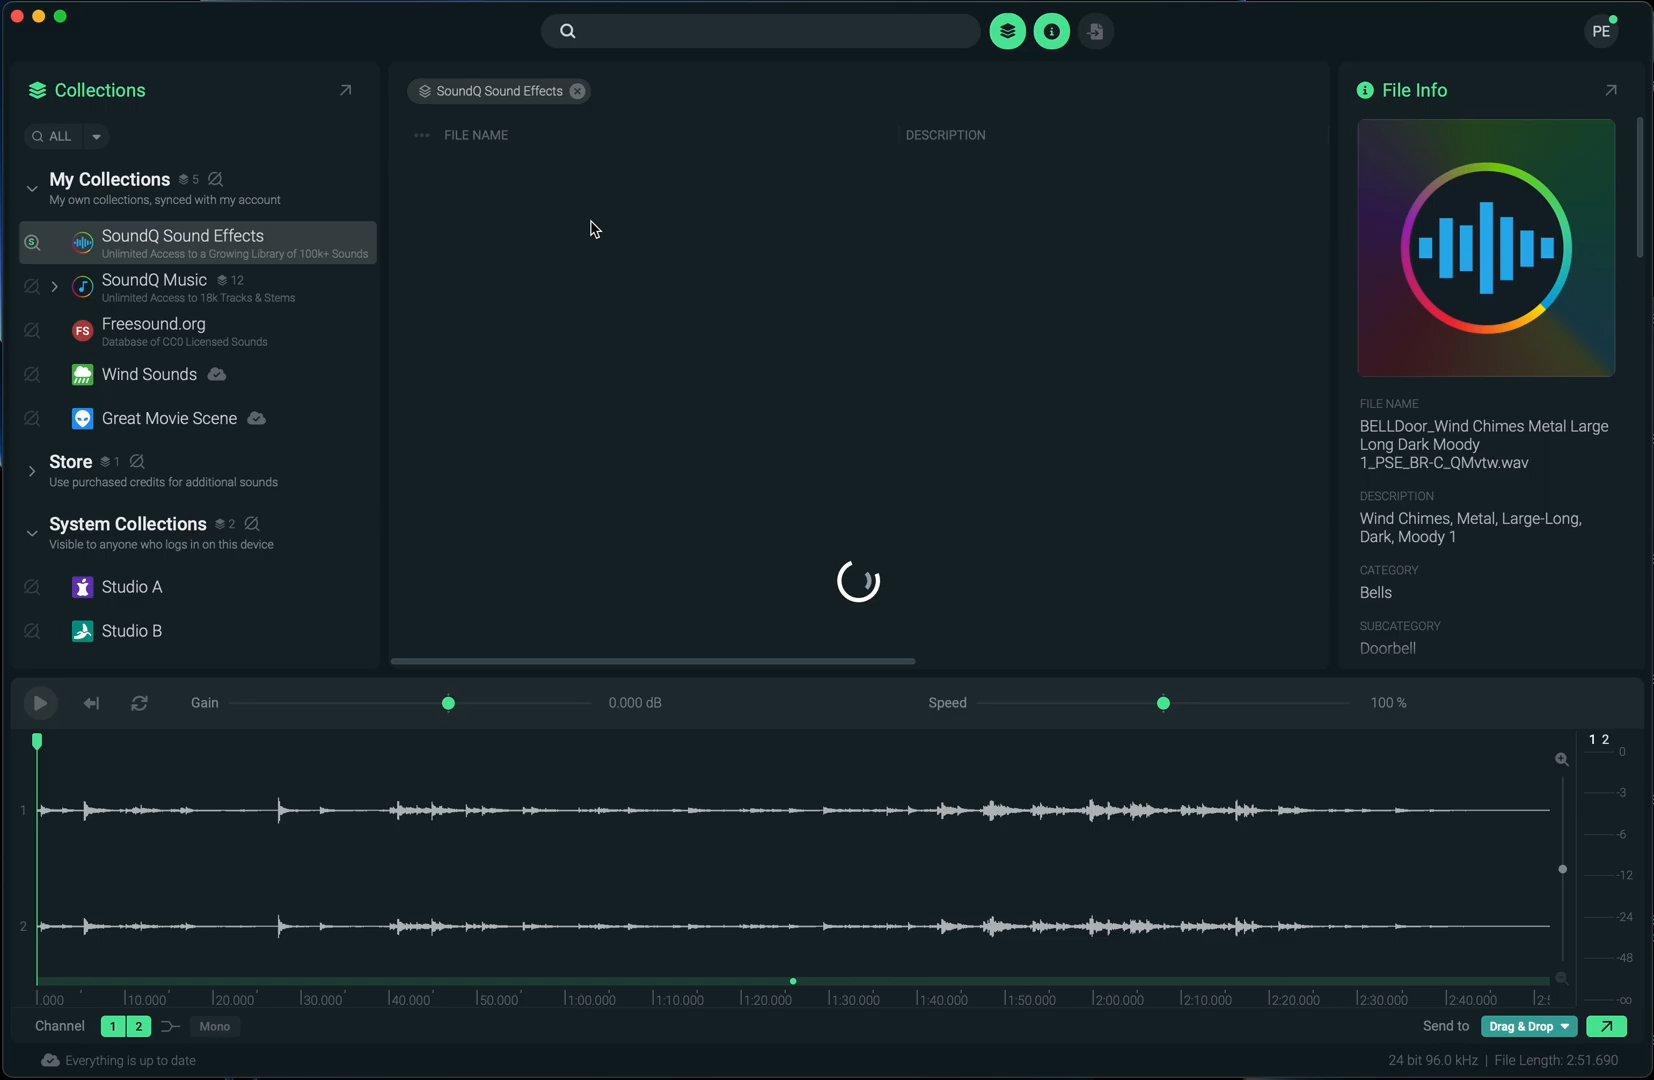 PE
Collections
ALL
My Collections 5
My own collections, synced with my account
S SoundQ Sound Effects
Unlimited Access to a Growing Library of 100k+ Sounds
SoundQ Music 12
Unlimited Access to 18k Tracks & Stems
FS Freesound.org
Database of CC0 Licensed Sounds
Wind Sounds
Great Movie Scene
Store 1
Use purchased credits for additional sounds
System Collections 2
Visible to anyone who logs in on this device
Studio A
Studio B
SoundQ Sound Effects
FILE NAME DESCRIPTION
File Info
FILE NAME
BELLDoor_Wind Chimes Metal Large
Long Dark Moody
1_PSE_BR-C_QMvtw.wav
DESCRIPTION
Wind Chimes, Metal, Large-Long,
Dark, Moody 1
CATEGORY
Bells
SUBCATEGORY
Doorbell
Gain 0.000 dB Speed 100 %
1 2
0
-3
1
-6
-12
2 -24
-48
.000 10.000 20.000 30.000 40.000 50.000 1:00.000 1:10.000 1:20.000 1:30.000 1:40.000 1:50.000 2:00.000 2:10.000 2:20.000 2:30.000 2:40.000 2:5 -∞
Channel 1 2 Mono Send to Drag & Drop
Everything is up to date 24 bit 96.0 kHz | File Length: 2:51.690